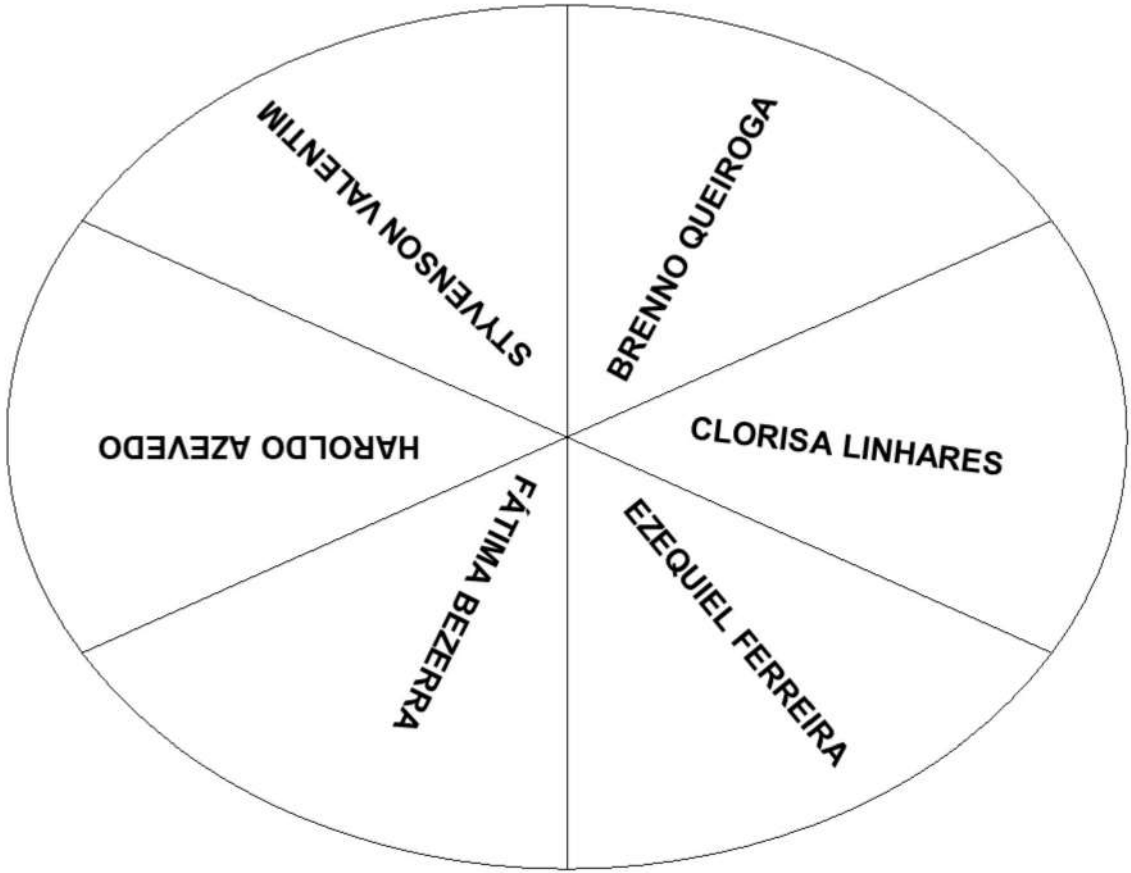 BRENNO QUEIROGA
CLORISA LINHARES
EZEQUIEL FERREIRA
FÁTIMA BEZERRA
HAROLDO AZEVEDO
STYVENSON VALENTIM